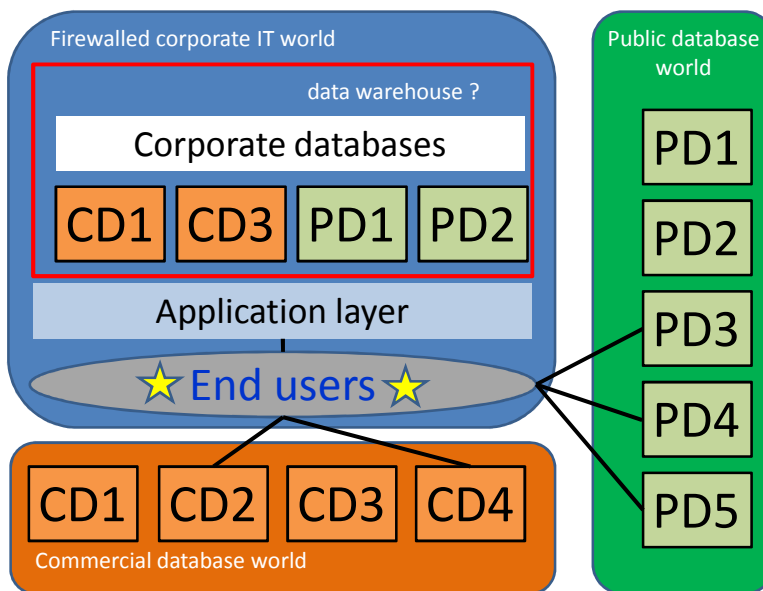 Firewalled corporate IT world
data warehouse ?
Corporate databases
CD1 CD3 PD1 PD2
Application layer
End users
CD1 CD2 CD3 CD4
Commercial database world
Public database
world
PD1
PD2
PD3
PD4
PD5